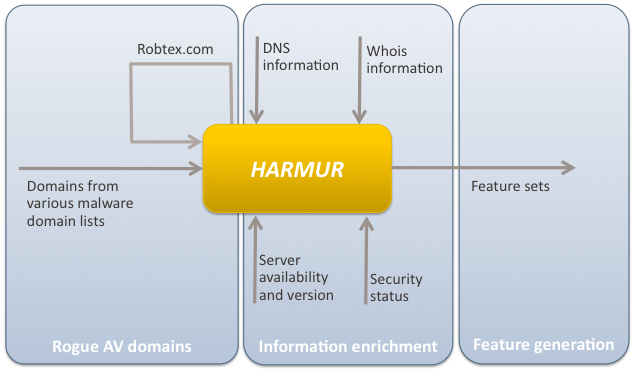 Robtex.com
DNS
information
Whois
information
HARMUR
Domains from
various malware
domain lists
Feature sets
Server
availability
and version
Security
status
Rogue AV domains
Information enrichment
Feature generation